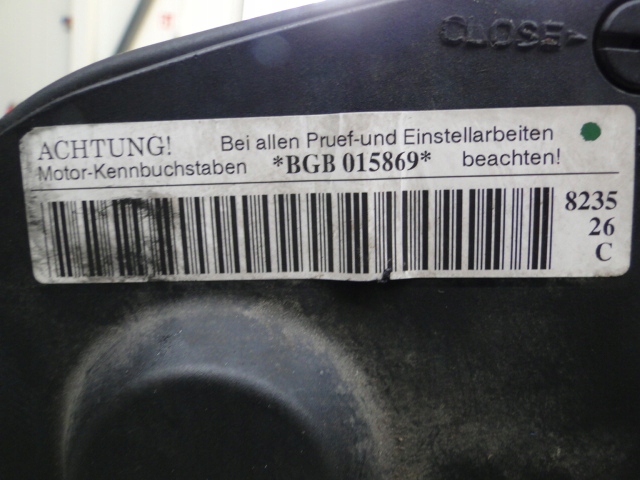 CLOSE
ACHTUNG! Bei allen Pruef-und Einstellarbeiten
Motor-Kennbuchstaben *BGB 015869* beachten!
8235
26
C